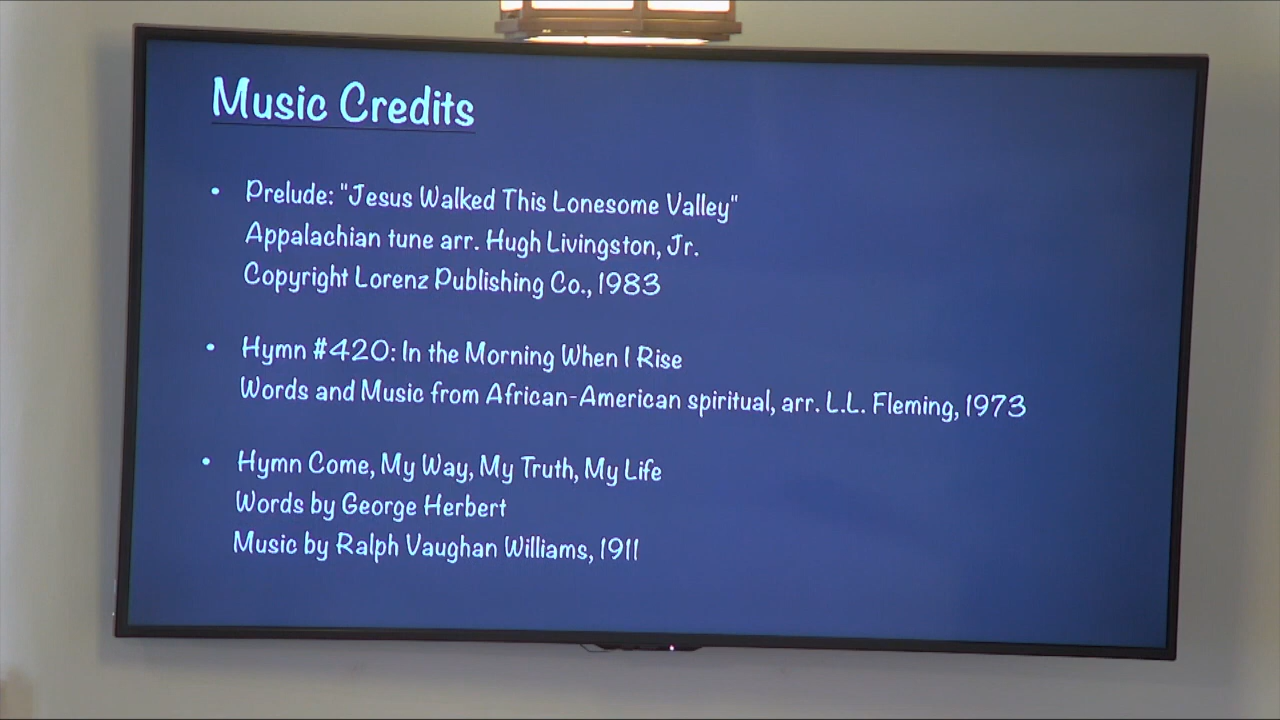 Music Credits
• Prelude: "Jesus Walked This Lonesome Valley"
Appalachian tune arr. Hugh Livingston, Jr.
Copyright Lorenz Publishing Co., 1983
• Hymn #420: In the Morning When I Rise
Words and Music from African-American spiritual, arr. L.L. Fleming, 1973
• Hymn Come, My Way, My Truth, My Life
Words by George Herbert
Music by Ralph Vaughan Williams, 1911